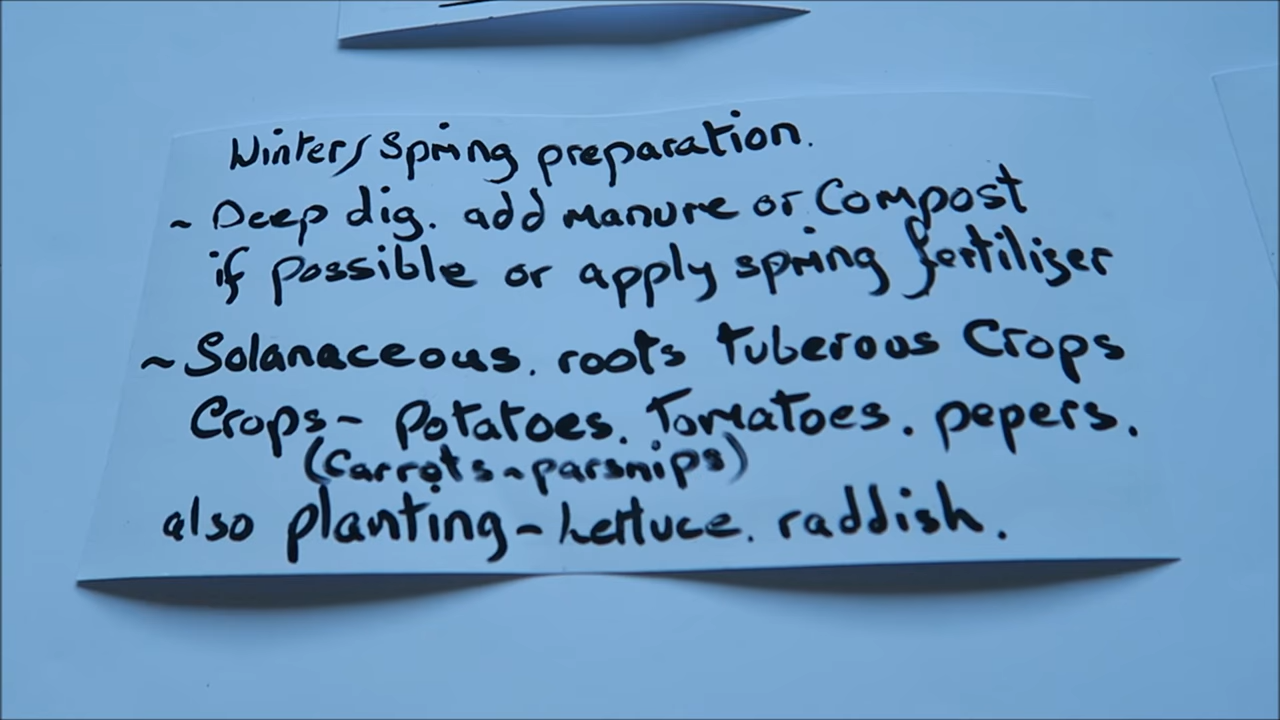 Winter/Spring preparation.
~ Deep dig. add manure or Compost
if possible or apply spring fertilizer
~ Solanaceous. roots tuberous Crops
Crops- Potatoes. Tomatoes. pepers.
(Carrots ~ parsnips)
also planting - Lettuce. raddish.